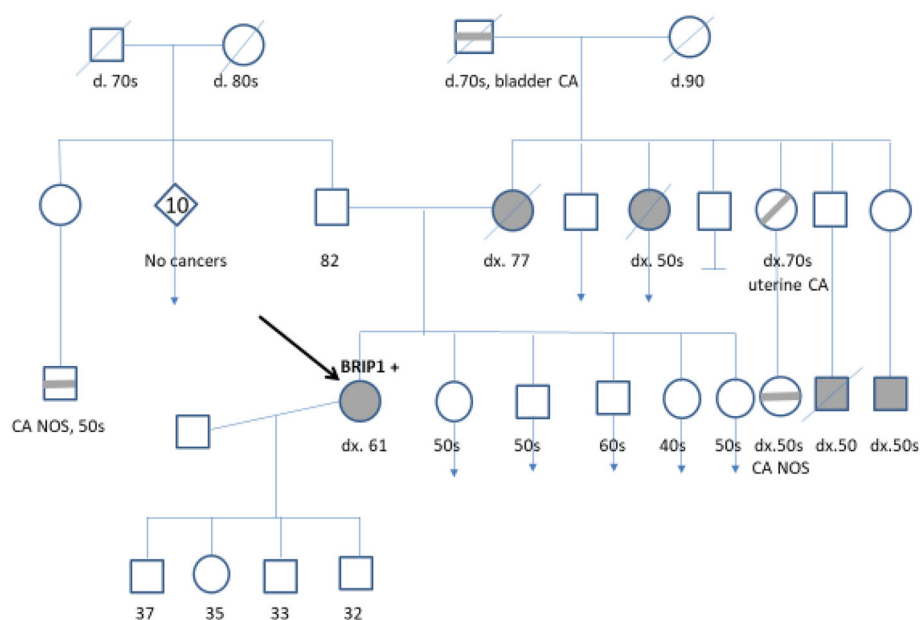 d. 70s
d. 80s
d.70s, bladder CA
d.90
10
No cancers
82
dx. 77
dx. 50s
dx.70s
uterine CA
BRIP1 +
CA NOS, 50s
dx. 61
50s
50s
60s
40s
50s
dx.50s
CA NOS
dx.50
dx.50s
37
35
33
32